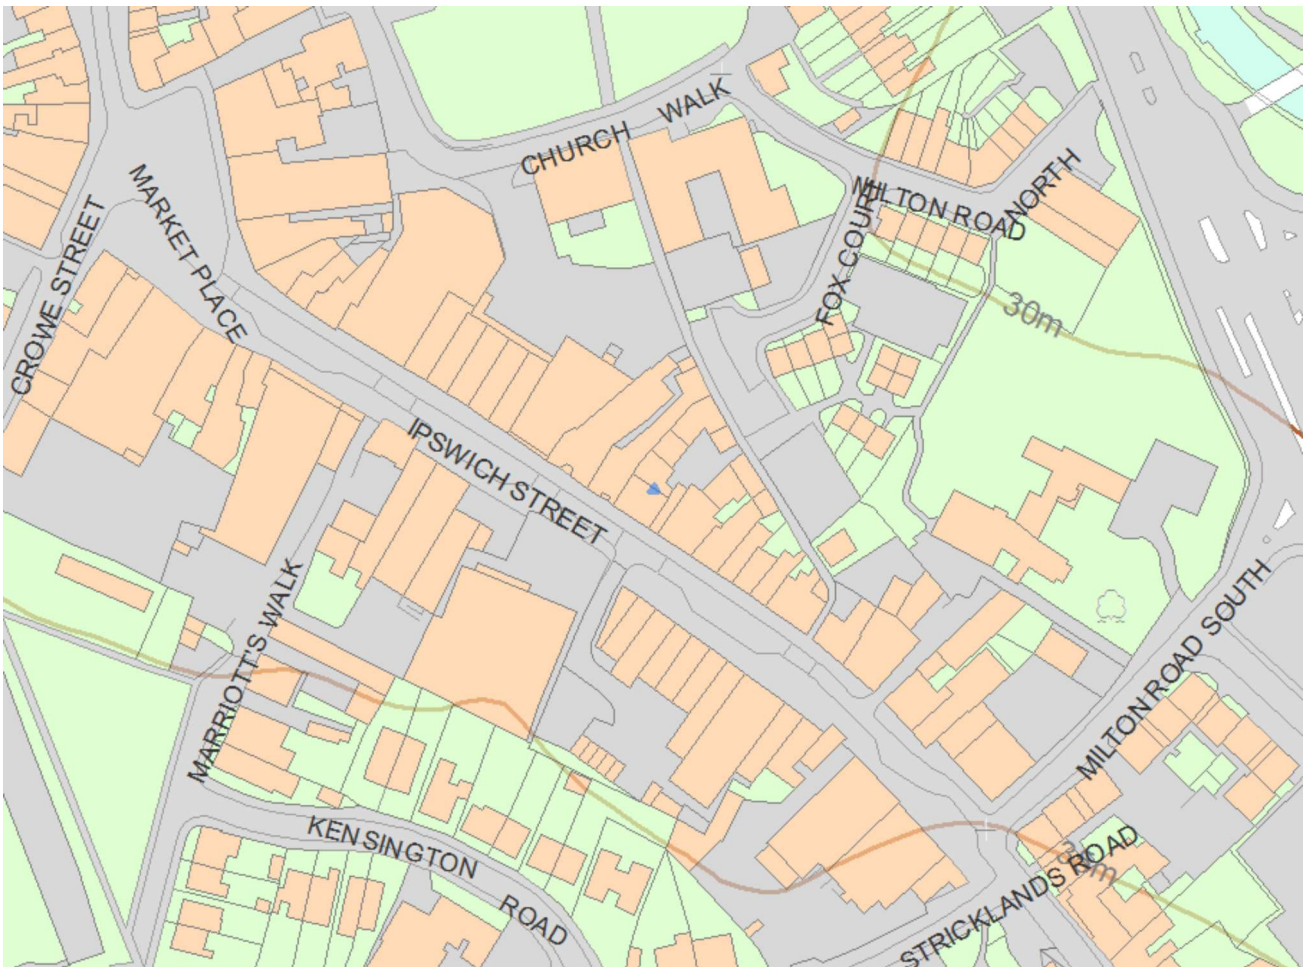 CHURCH WALK
MARKET PLACE
CROWE STREET
MILTON ROAD NORTH
FOX COURT
30m
IPSWICH STREET
MARRIOTT'S WALK
MILTON ROAD SOUTH
KENSINGTON ROAD
STRICKLANDS ROAD